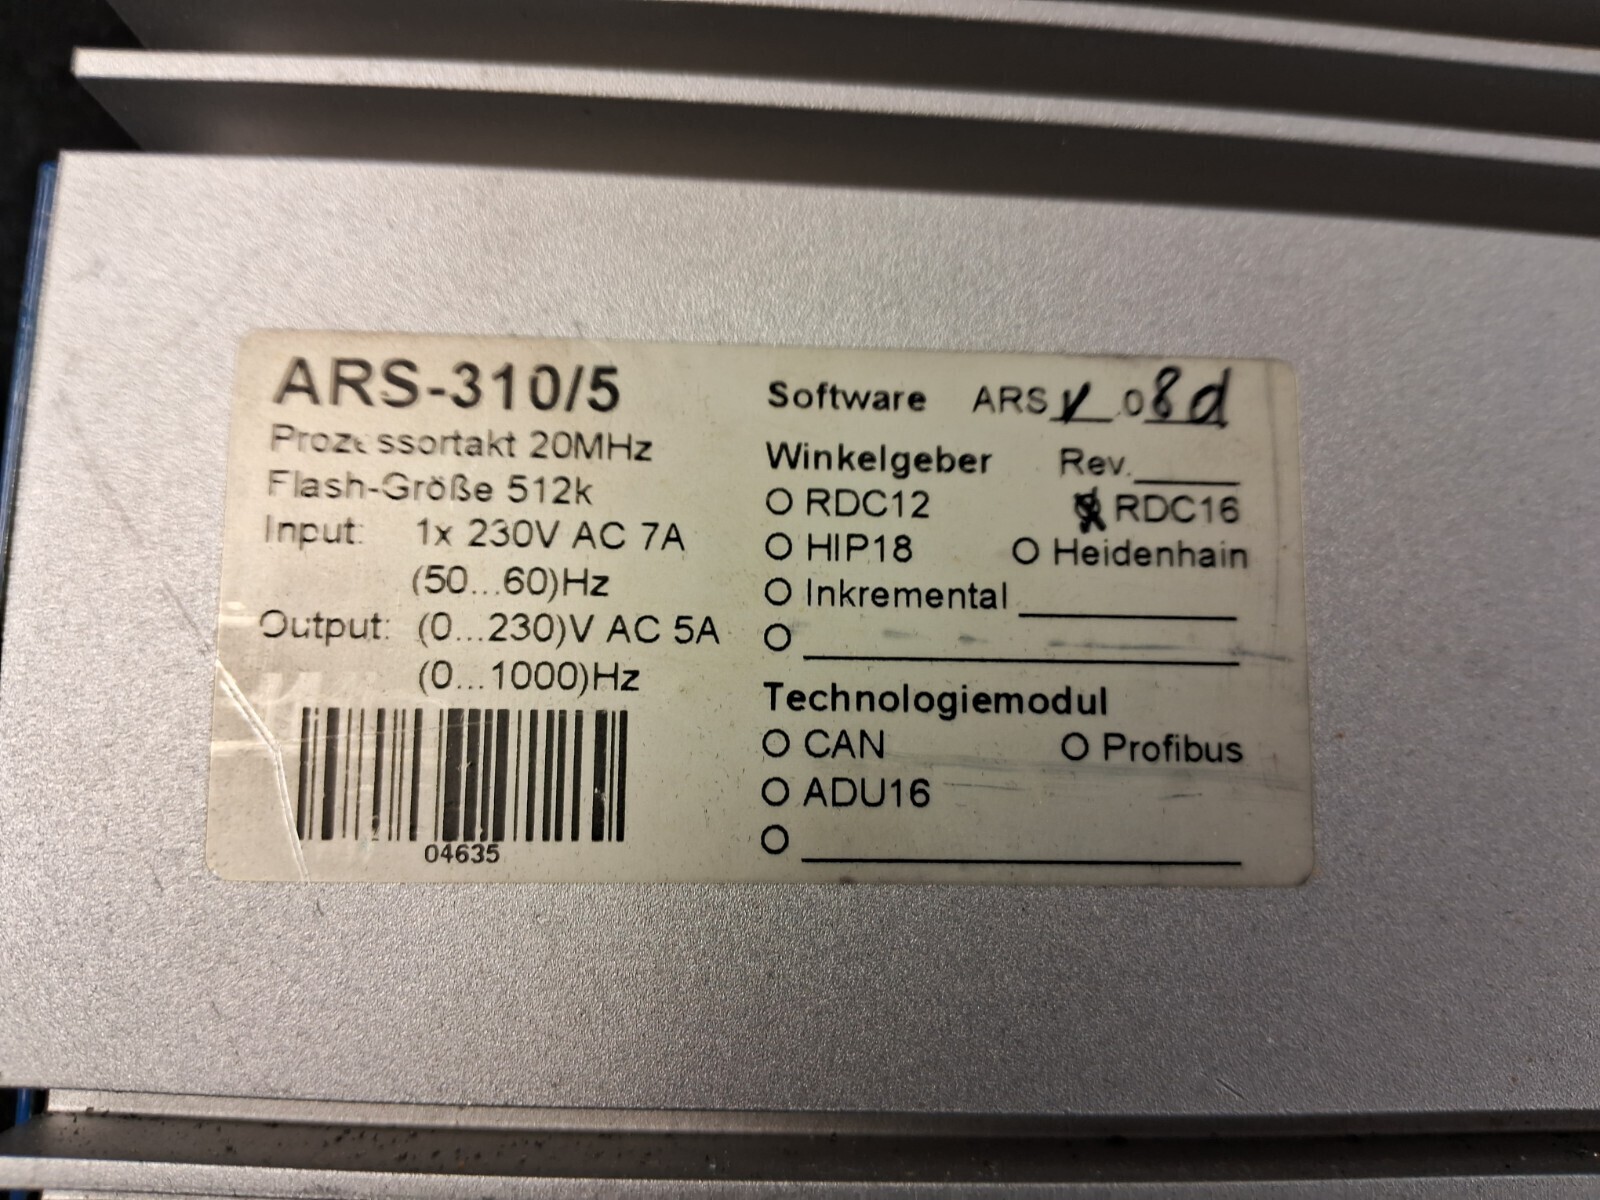 ARS-310/5
Prozessortakt 20MHz
Flash-Größe 512k
Input: 1x 230V AC 7A
(50...60)Hz
Output: (0...230)V AC 5A
(0...1000)Hz
04635
Software ARS .08d
Winkelgeber Rev.
RDC12 RDC16
HIP18 Heidenhain
Inkremental
Technologiemodul
CAN Profibus
ADU16